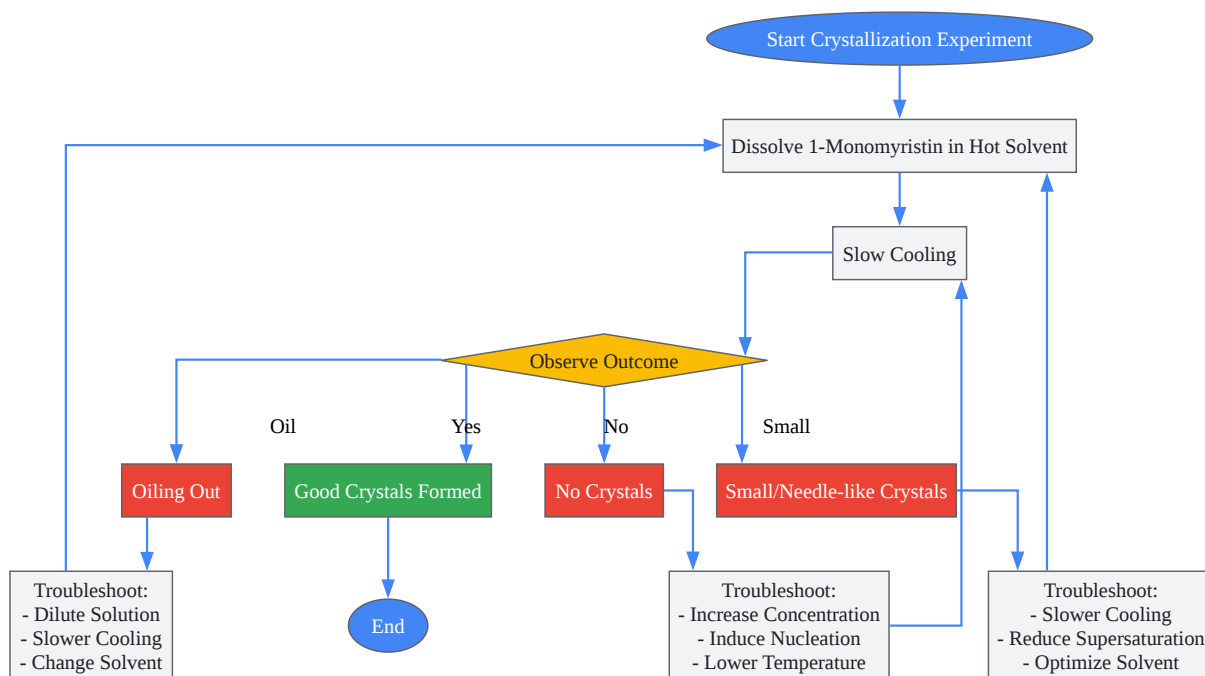 Start Crystallization Experiment
Dissolve 1-Monomyristin in Hot Solvent
Slow Cooling
Observe Outcome
Oil
Yes
No
Small
Oiling Out
Good Crystals Formed
No Crystals
Small/Needle-like Crystals
Troubleshoot:
- Dilute Solution
- Slower Cooling
- Change Solvent
End
Troubleshoot:
- Increase Concentration
- Induce Nucleation
- Lower Temperature
Troubleshoot:
- Slower Cooling
- Reduce Supersaturation
- Optimize Solvent